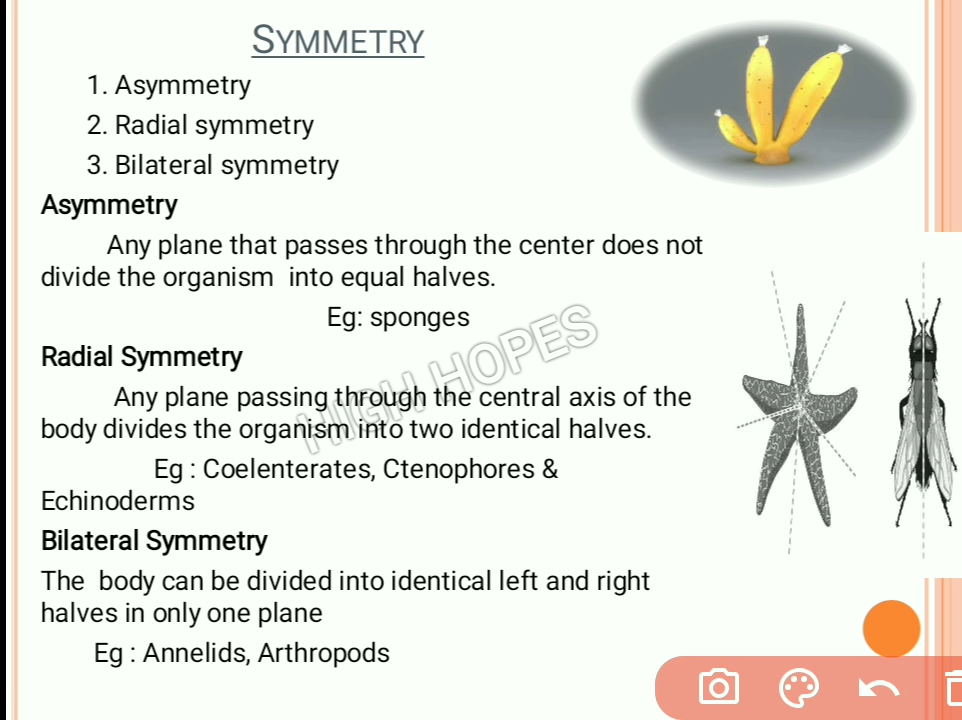 SYMMETRY
1. Asymmetry
2. Radial symmetry
3. Bilateral symmetry
Asymmetry
Any plane that passes through the center does not
divide the organism into equal halves.
Eg: sponges
Radial Symmetry
HIGH HOPES
Any plane passing through the central axis of the
body divides the organism into two identical halves.
Eg : Coelenterates, Ctenophores &
Echinoderms
Bilateral Symmetry
The body can be divided into identical left and right
halves in only one plane
Eg : Annelids, Arthropods